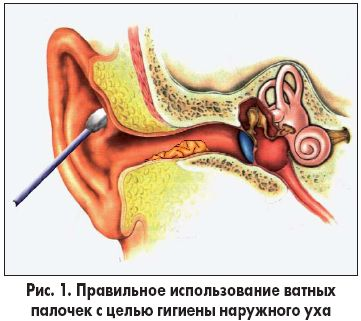 Рис. 1. Правильное использование ватных
палочек с целью гигиены наружного уха